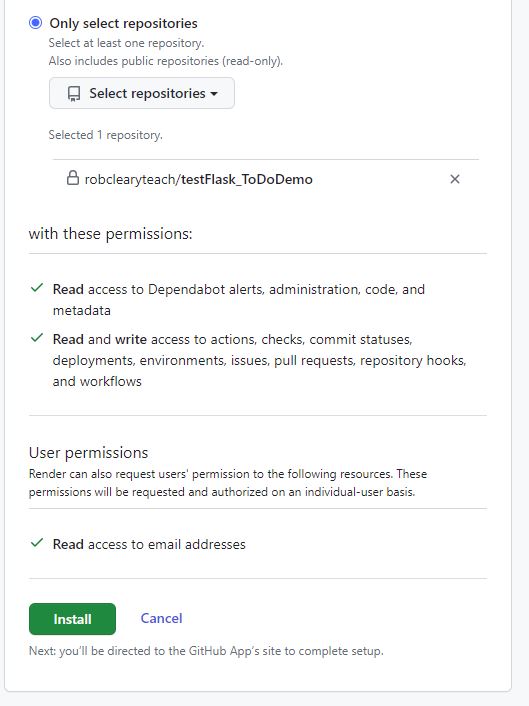 Only select repositories
Select at least one repository.
Also includes public repositories (read-only).
Select repositories
Selected 1 repository.
robclearyteach/testFlask_ToDoDemo
with these permissions:
Read access to Dependabot alerts, administration, code, and
metadata
Read and write access to actions, checks, commit statuses,
deployments, environments, issues, pull requests, repository hooks,
and workflows
User permissions
Render can also request users' permission to the following resources. These
permissions will be requested and authorized on an individual-user basis.
Read access to email addresses
Install Cancel
Next: you'll be directed to the GitHub App's site to complete setup.